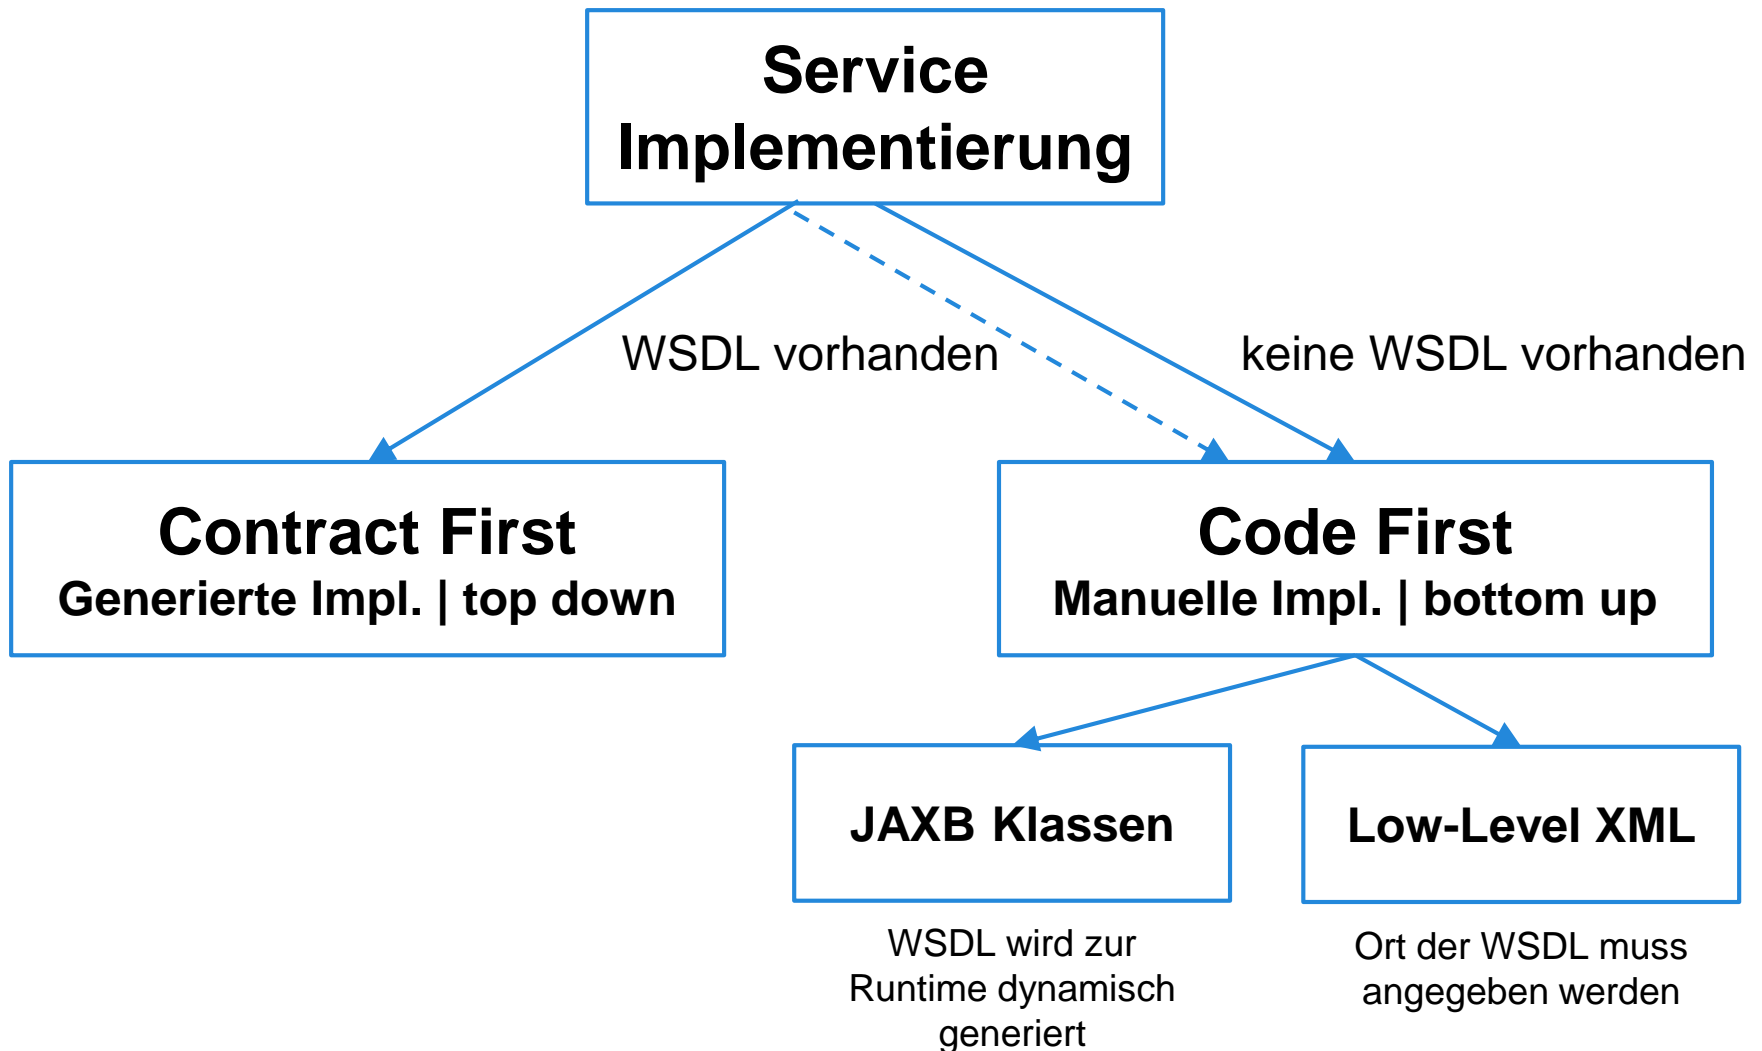 Service
Implementierung
WSDL vorhanden
keine WSDL vorhanden
Contract First
Generierte Impl. | top down
Code First
Manuelle Impl. | bottom up
JAXB Klassen
Low-Level XML
WSDL wird zur
Runtime dynamisch
generiert
Ort der WSDL muss
angegeben werden